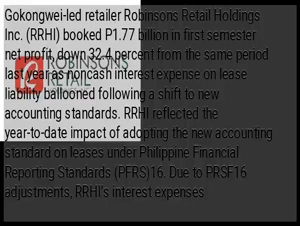 Gokongwei-led retailer Robinsons Retail Holdings
Inc. (RRHI) booked P1.77 billion in first semester
net profit, down 32.4 percent from the same period
last year as noncash interest expense on lease
liability ballooned following a shift to new
accounting standards. RRHI reflected the
year-to-date impact of adopting the new accounting
standard on leases under Philippine Financial
Reporting Standards (PFRS)16. Due to PRSF16
adjustments, RRHI's interest expenses
ROBINSONS
RETAIL